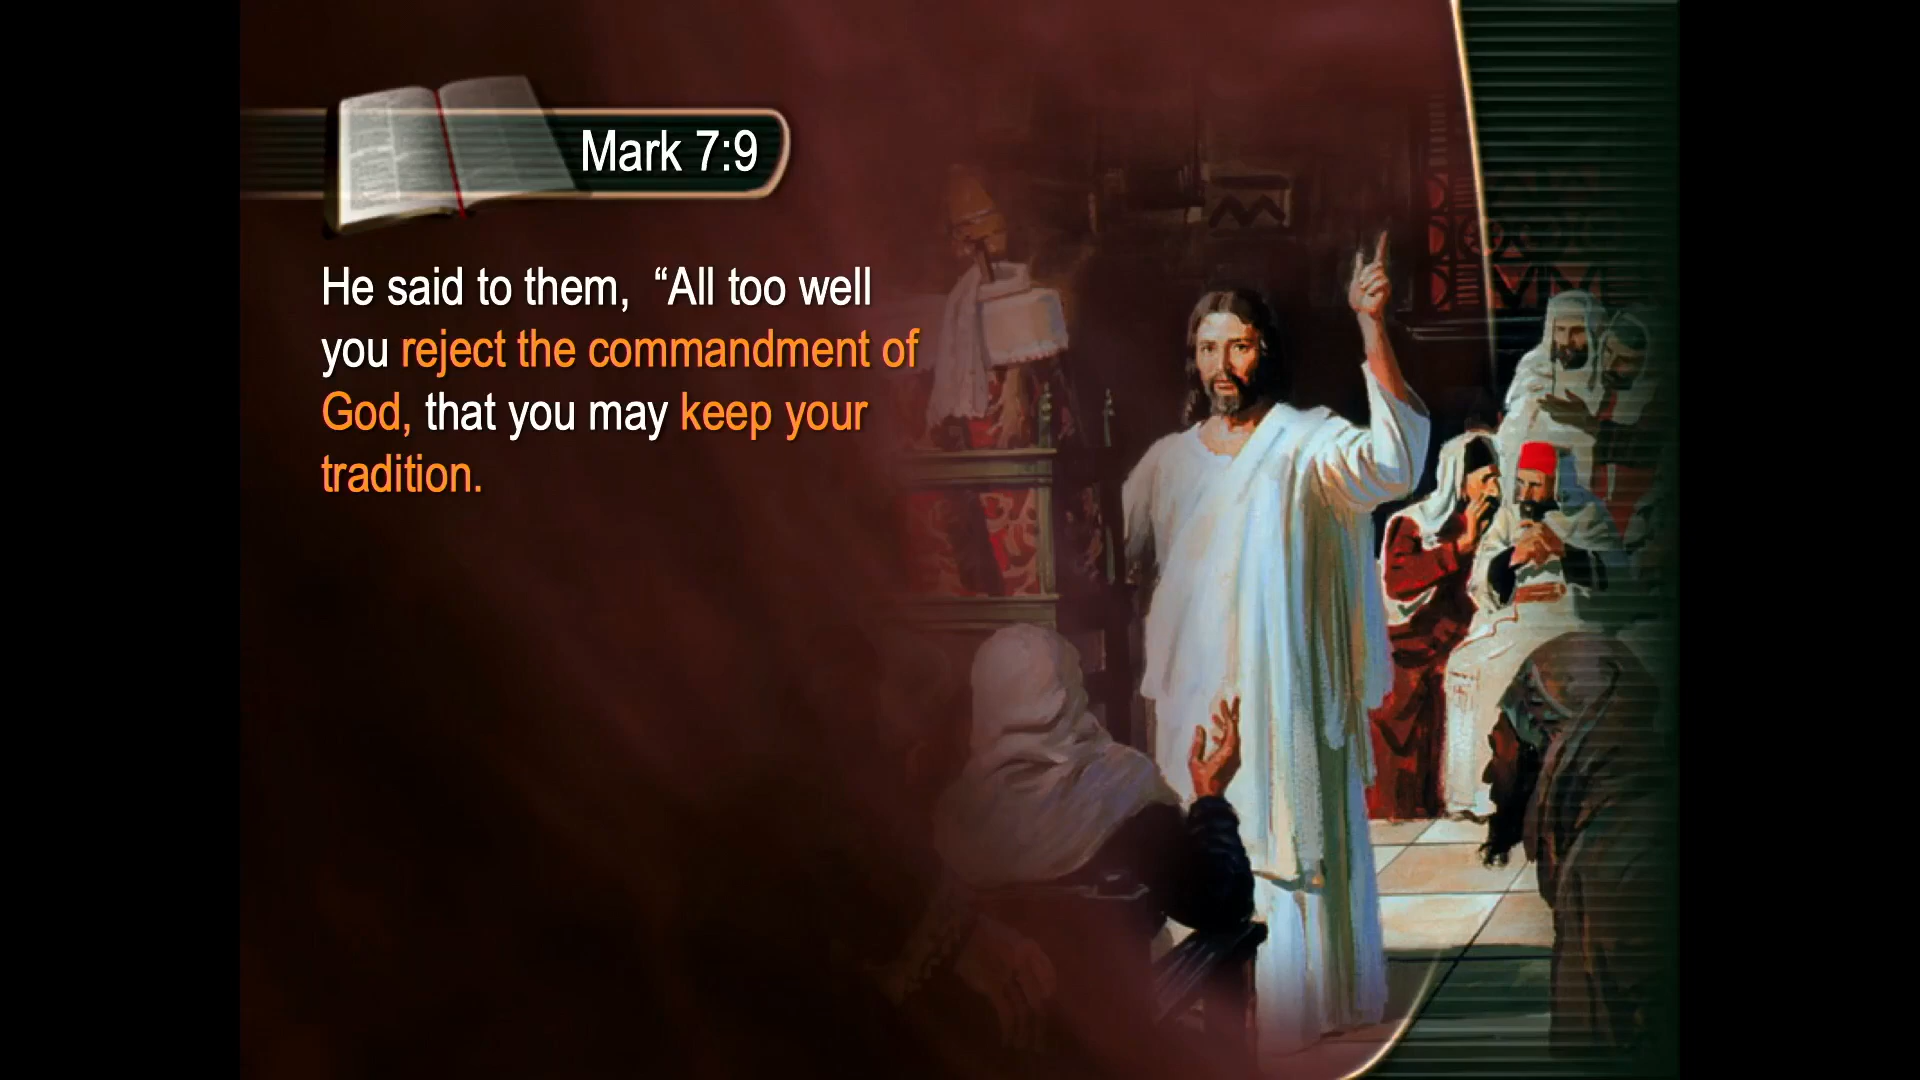 Mark 7:9
He said to them, “All too well
you reject the commandment of
God, that you may keep your
tradition.